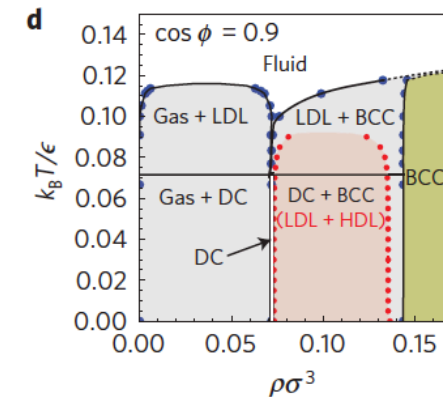 d
cos ϕ = 0.9
Fluid
Gas + LDL
LDL + BCC
BCC
Gas + DC
DC + BCC
(LDL + HDL)
DC
k_BT/ϵ
0.14
0.12
0.10
0.08
0.06
0.04
0.02
0.00
0.00 0.05 0.10 0.15
ρσ³